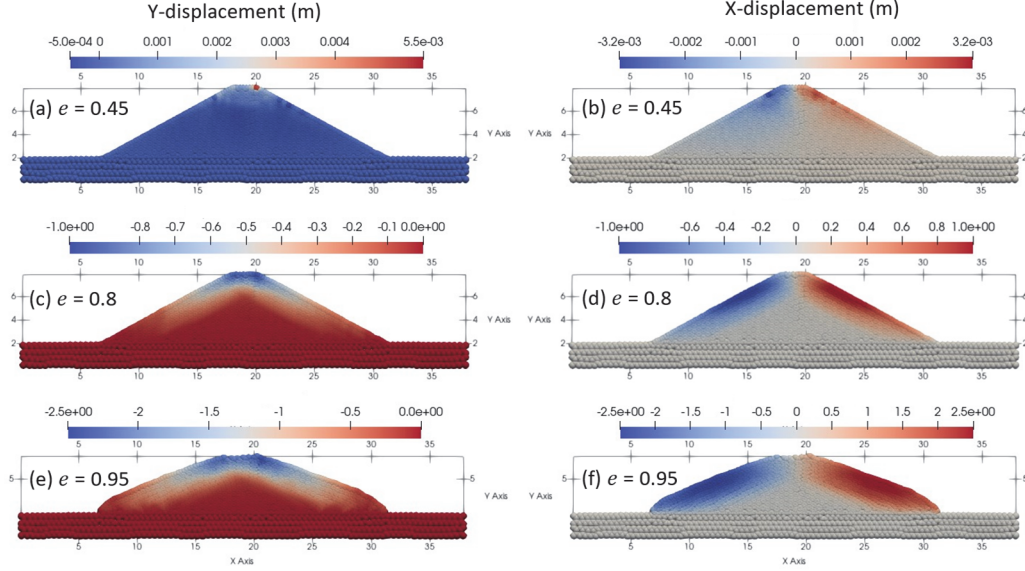 Y-displacement (m)
X-displacement (m)
-5.0e-04 0 0.001 0.002 0.003 0.004 5.5e-03
-3.2e-03 -0.002 -0.001 0 0.001 0.002 3.2e-03
5 10 15 20 25 30 35
5 10 15 20 25 30 35
(a) e = 0.45
(b) e = 0.45
6 6
4 Y Axis 4
2 2
Y Axis 6 6
4 4
2 2
5 10 15 20 25 30 35
5 10 15 20 25 30 35
-1.0e+00 -0.8 -0.7 -0.5 -0.4 -0.3 -0.1 0.0e+00
-1.0e+00 -0.6 -0.4 -0.2 0 0.2 0.4 0.6 0.8 1.0e+00
5 10 15 20 25 30 35
5 10 15 20 25 30 35
(c) e = 0.8
(d) e = 0.8
6 6
4 4 Y Axis
2 2
Y Axis 6 6
4 4
2 2
5 10 15 20 25 30 35
5 10 15 20 25 30 35
-2.5e+00 -2 -1.5 -1 -0.5 0.0e+00
-2.5e+00 -2 -1.5 -1 -0.5 0 0.5 1 1.5 2 2.5e+00
5 10 15 20 25 30 35
5 10 15 20 25 30 35
(e) e = 0.95
(f) e = 0.95
5 5
Y Axis
Y Axis
5 5
5 10 15 20 25 30 35
5 10 15 20 25 30 35
X Axis
X Axis